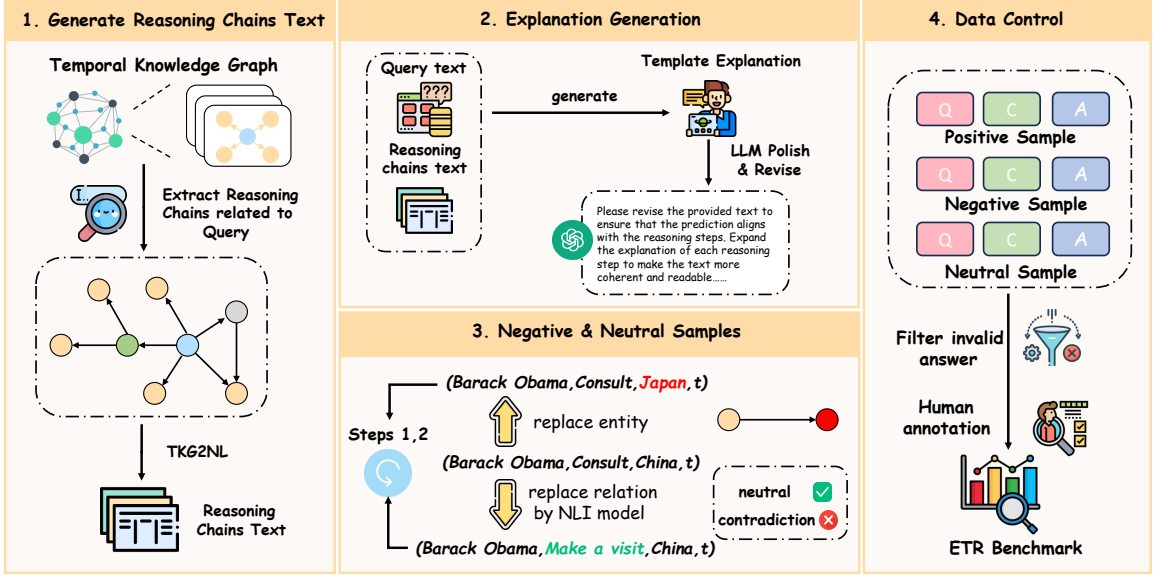 1. Generate Reasoning Chains Text
Temporal Knowledge Graph
I...
Extract Reasoning
Chains related to
Query
TKG2NL
Reasoning
Chains Text
2. Explanation Generation
Query text
???
Reasoning
chains text
generate
Template Explanation
LLM Polish
& Revise
Please revise the provided text to
ensure that the prediction aligns
with the reasoning steps. Expand
the explanation of each reasoning
step to make the text more
coherent and readable......
3. Negative & Neutral Samples
(Barack Obama,Consult,Japan,t)
replace entity
Steps 1,2
(Barack Obama,Consult,China,t)
replace relation
by NLI model
neutral
contradiction
(Barack Obama,Make a visit,China,t)
4. Data Control
Q C A
Positive Sample
Q C A
Negative Sample
Q C A
Neutral Sample
Filter invalid
answer
Human
annotation
ETR Benchmark